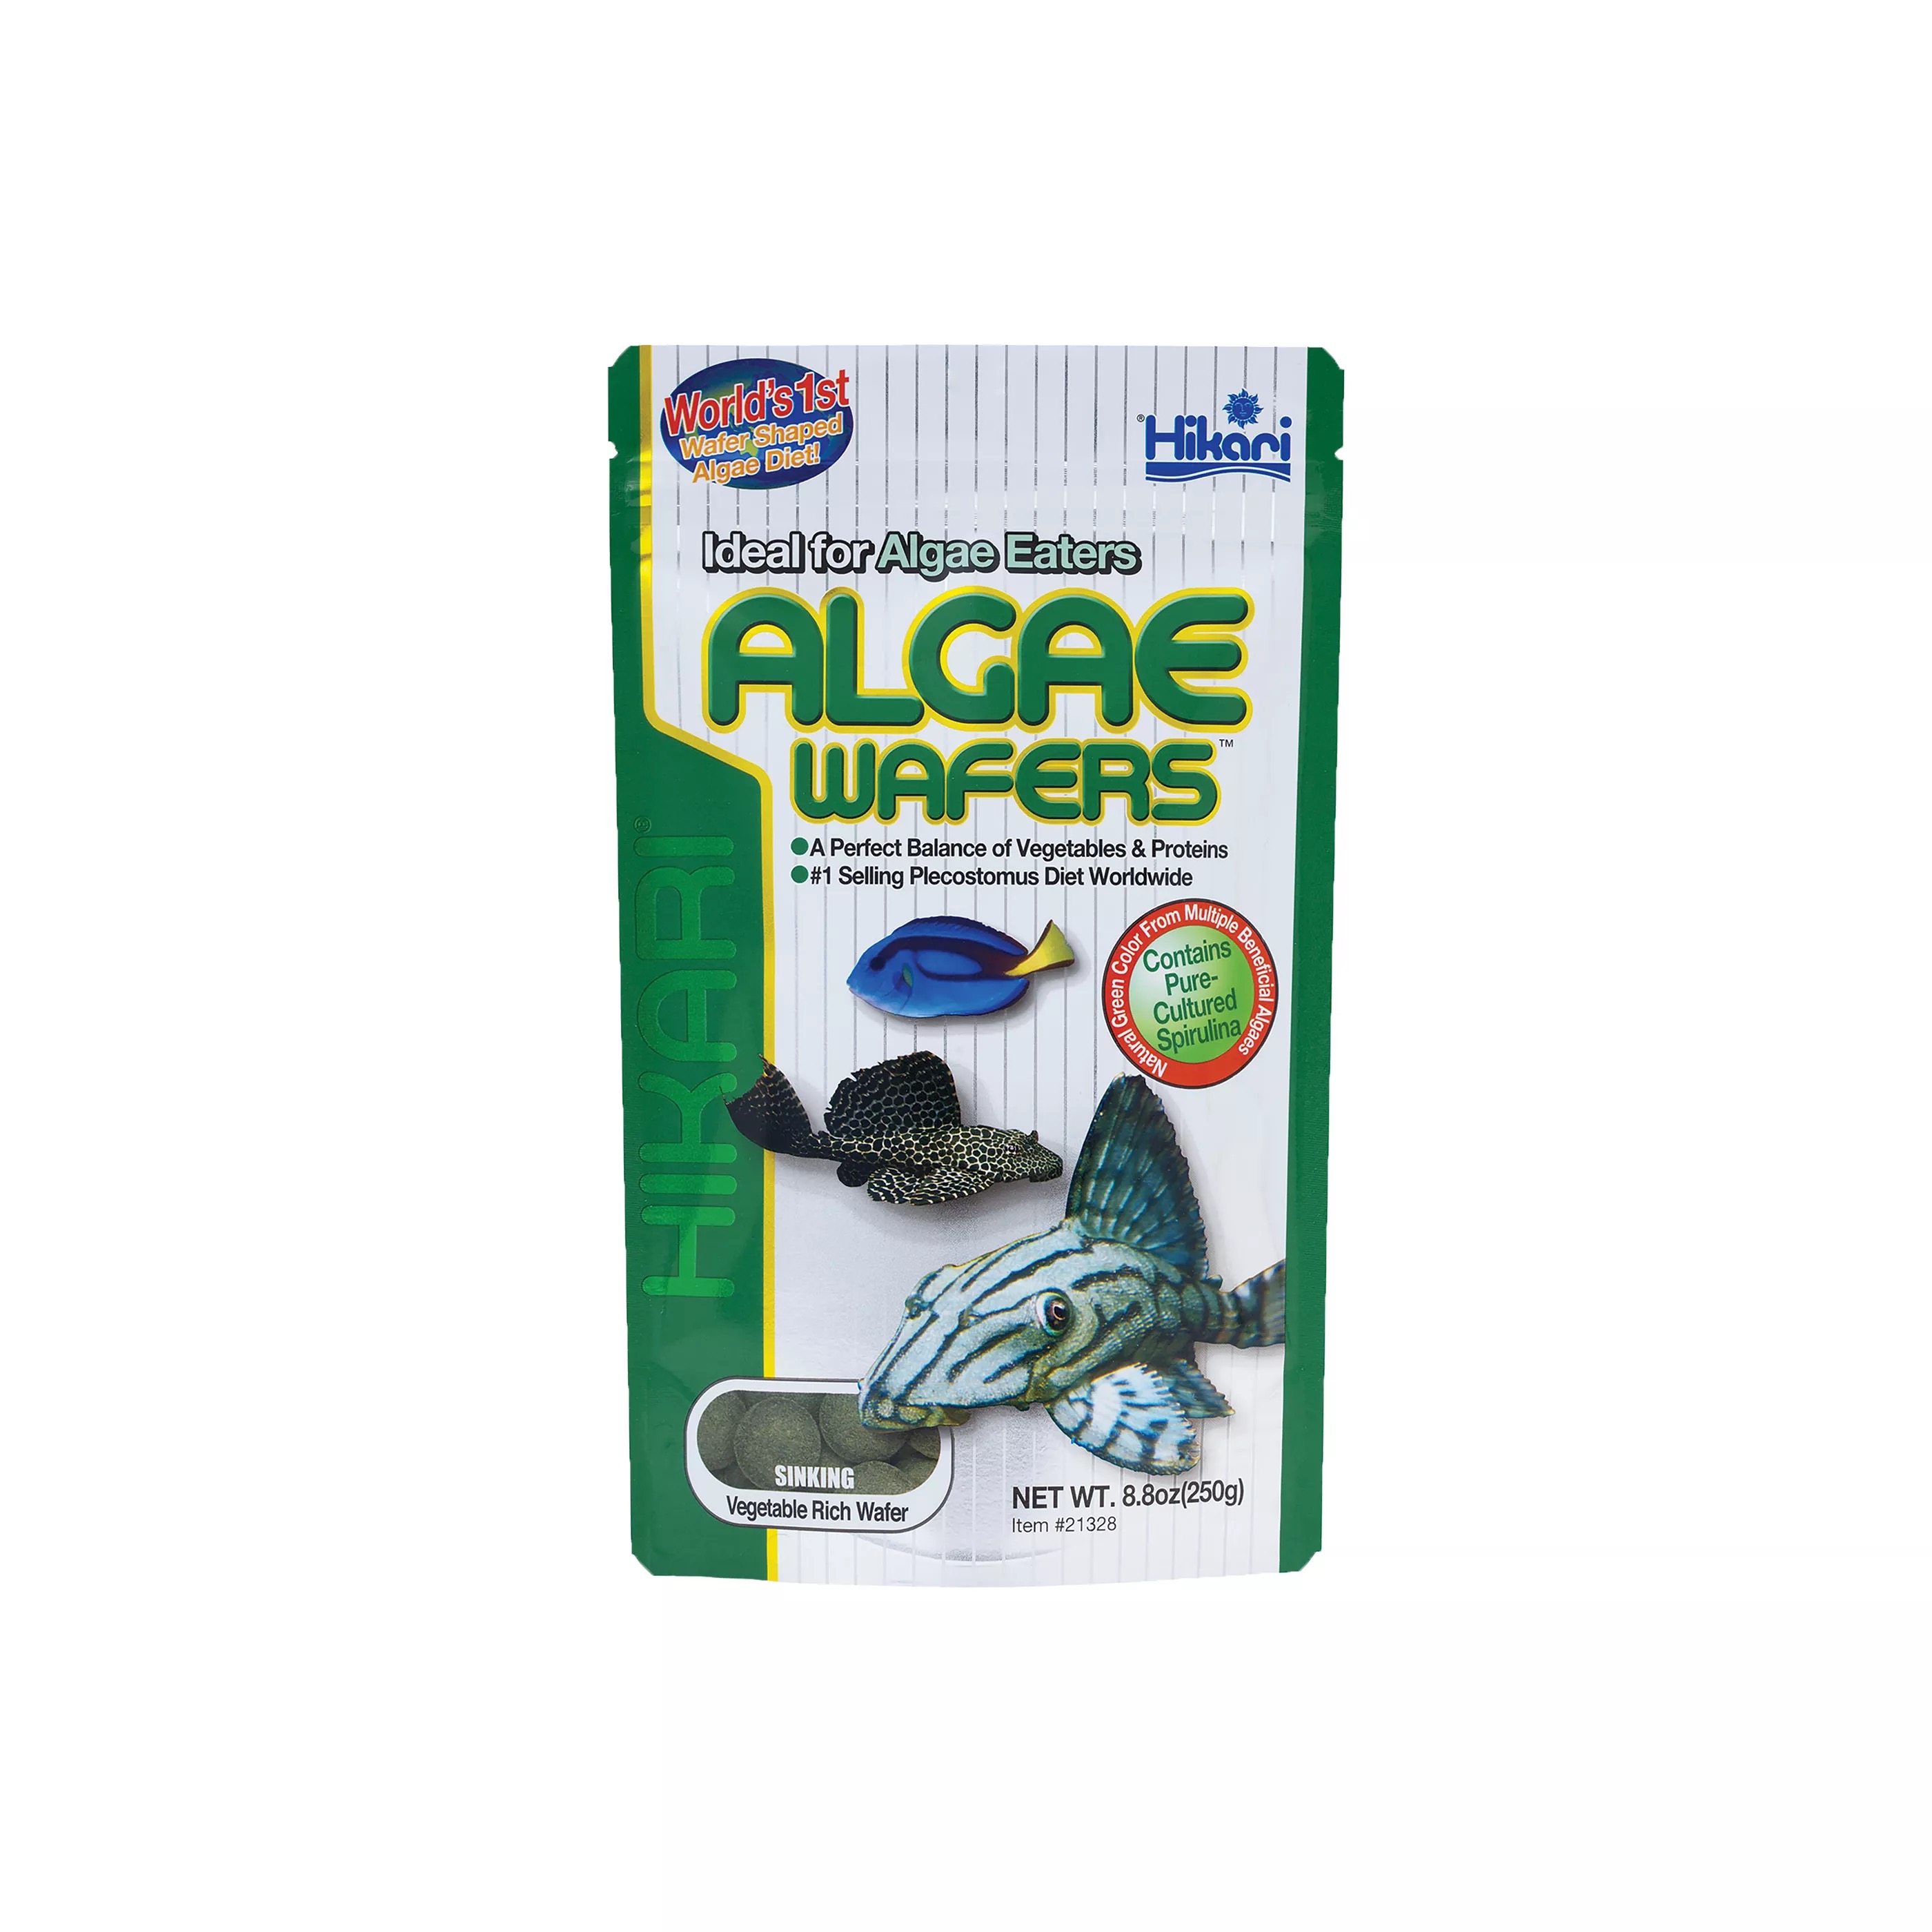 World's 1st
Wafer Shaped
Algae Diet!
® Hikari
Ideal for Algae Eaters
ALGAE
WAFERS™
●A Perfect Balance of Vegetables & Proteins
●#1 Selling Plecostomus Diet Worldwide
Natural Green Color From Multiple Beneficial Algaes
Contains
Pure-
Cultured
Spirulina
HIKARI®
SINKING
Vegetable Rich Wafer
NET WT. 8.8oz(250g)
Item #21328